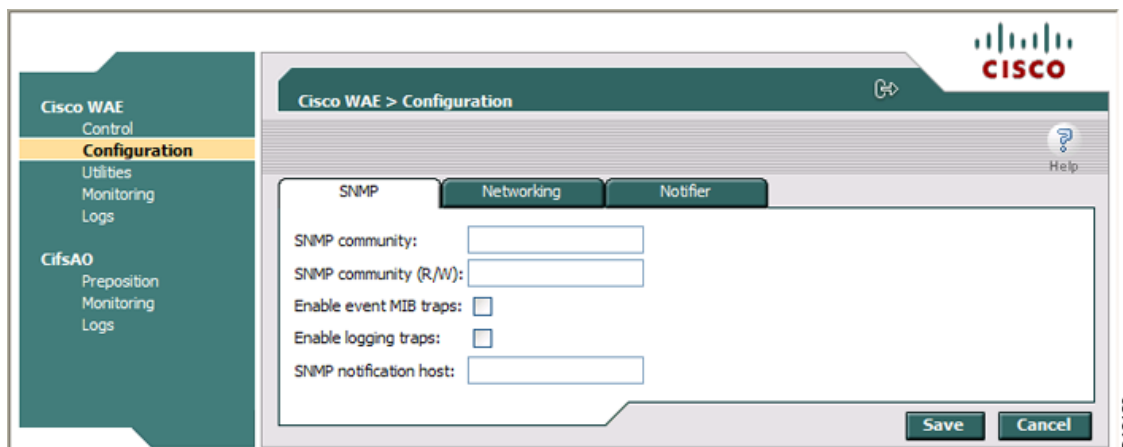 CISCO
Cisco WAE
Control
Configuration
Utilities
Monitoring
Logs
CifsAO
Preposition
Monitoring
Logs
Cisco WAE > Configuration
Help
SNMP
Networking
Notifier
SNMP community:
SNMP community (R/W):
Enable event MIB traps:
Enable logging traps:
SNMP notification host:
Save
Cancel